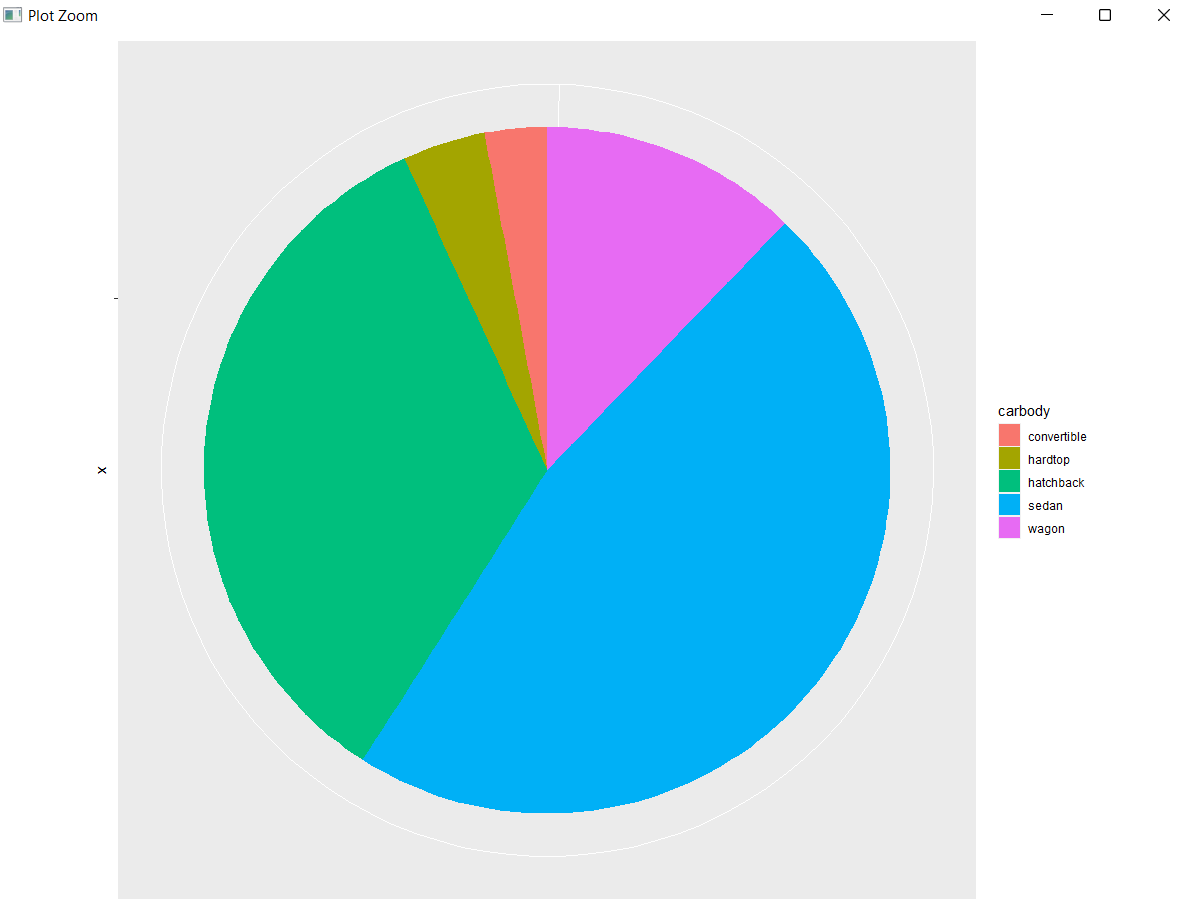 Plot Zoom
x
carbody
convertible
hardtop
hatchback
sedan
wagon